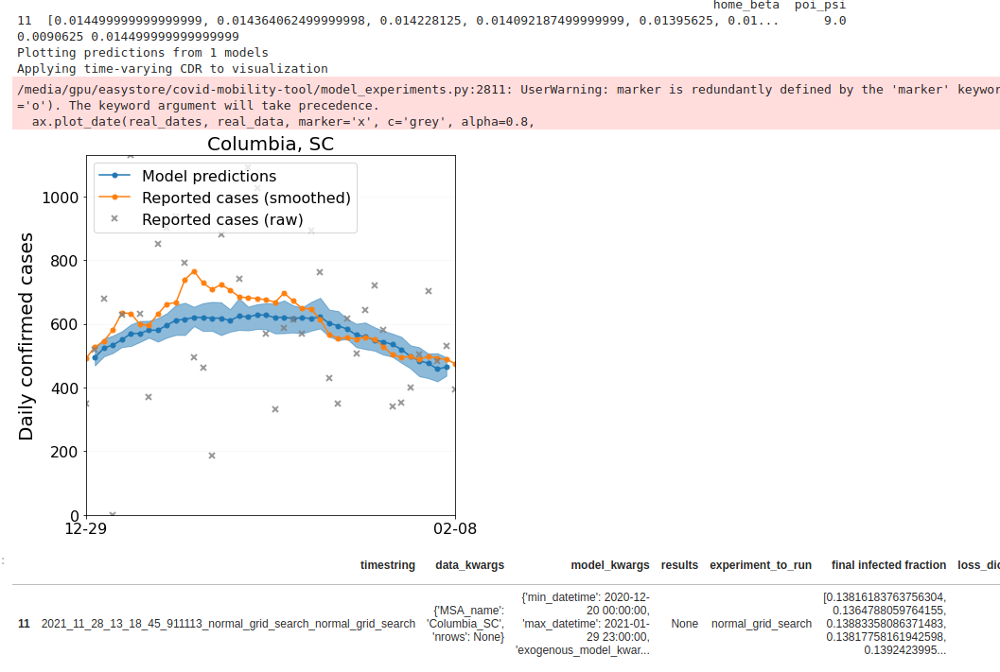 home_beta poi_psi
11 [0.014499999999999999, 0.014364062499999998, 0.014228125, 0.014092187499999999, 0.01395625, 0.01... 9.0
0.0090625 0.014499999999999999
Plotting predictions from 1 models
Applying time-varying CDR to visualization
/media/gpu/easystore/covid-mobility-tool/model_experiments.py:2811: UserWarning: marker is redundantly defined by the 'marker' keywor
='o'). The keyword argument will take precedence.
ax.plot_date(real_dates, real_data, marker='x', c='grey', alpha=0.8,
Columbia, SC
Model predictions
Reported cases (smoothed)
Reported cases (raw)
Daily confirmed cases
1000
800
600
400
200
0
12-29 02-08
:
timestring data_kwargs model_kwargs results experiment_to_run final infected fraction loss_dic
{'min_datetime': 2020-12- [0.13816183763756304,
{'MSA_name': 20 00:00:00, 0.1364788059764155,
11 2021_11_28_13_18_45_911113_normal_grid_search_normal_grid_search 'Columbia_SC', 'max_datetime': 2021-01- None normal_grid_search 0.13883358086371483,
'nrows': None} 29 23:00:00, 0.13817758161942598,
'exogenous_model_kwar... 0.1392423995...